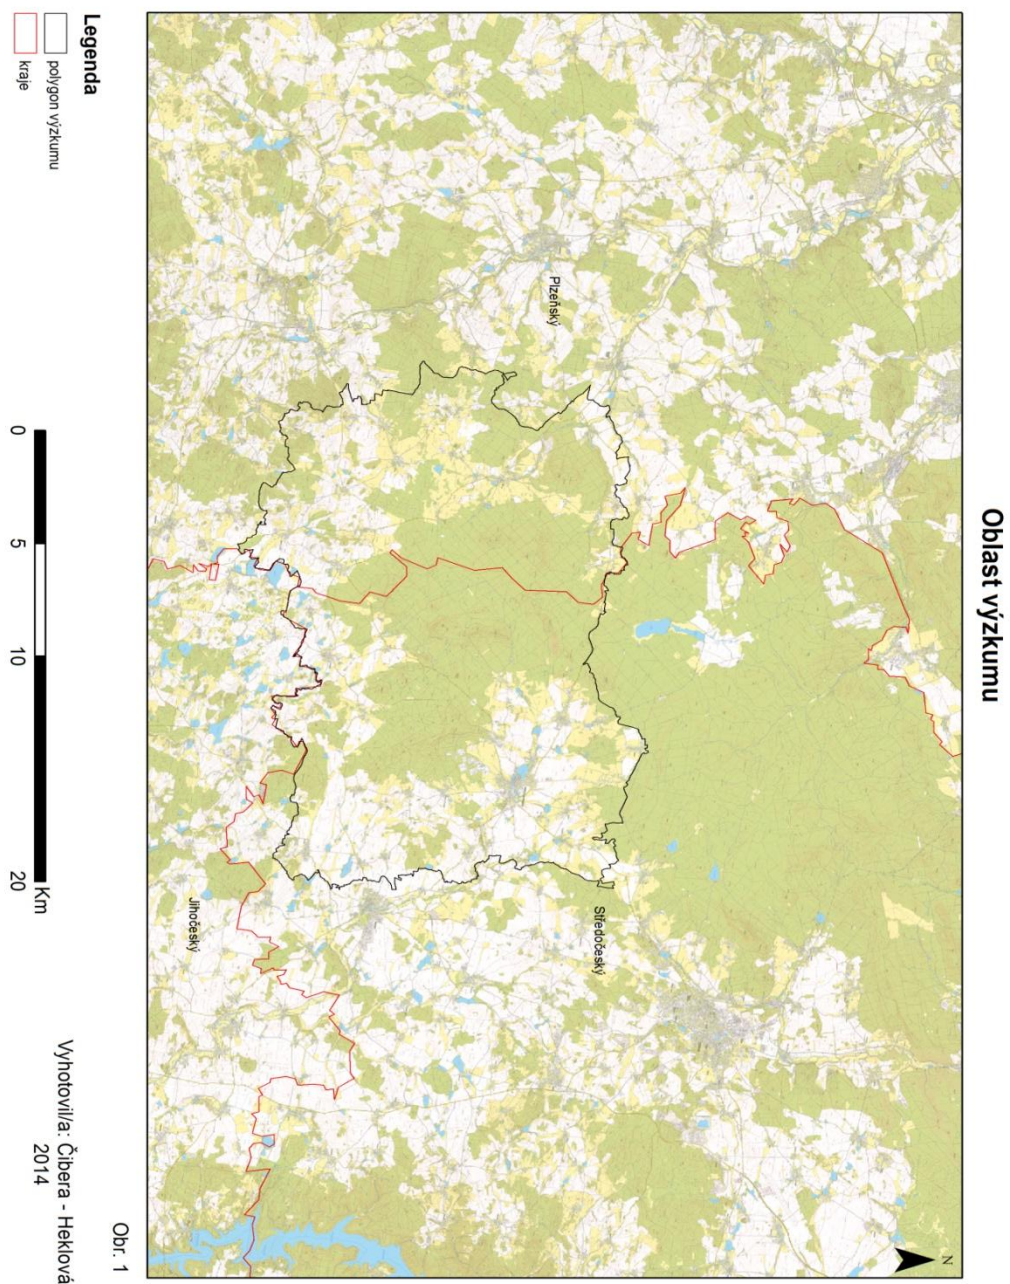 Oblast výzkumu
N
Plzeňský
Středočeský
Jihočeský
Legenda
polygon výzkumu
kraje
0
5
10
20
Km
Vyhotovil/a: Čibera - Heklová
2014
Obr. 1